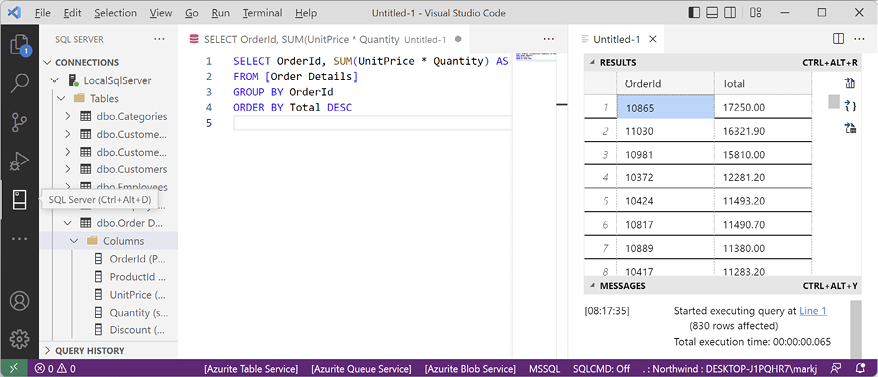 File Edit Selection View Go Run Terminal Help Untitled-1 - Visual Studio Code
1
SQL SERVER
CONNECTIONS
LocalSqlServer
Tables
dbo.Categories
dbo.Custome...
dbo.Custome...
dbo.Customers
dbo.Employees
SQL Server (Ctrl+Alt+D)
dbo.Order D...
Columns
OrderId (P...
ProductId ...
UnitPrice (...
Quantity (s...
Discount (...
QUERY HISTORY
SELECT OrderId, SUM(UnitPrice * Quantity Untitled-1
1 SELECT OrderId, SUM(UnitPrice * Quantity) AS
2 FROM [Order Details]
3 GROUP BY OrderId
4 ORDER BY Total DESC
5
Untitled-1
RESULTS CTRL+ALT+R
OrderId Total
1 10865 17250.00
2 11030 16321.90
3 10981 15810.00
4 10372 12281.20
5 10424 11493.20
6 10817 11490.70
7 10889 11380.00
8 10417 11283.20
MESSAGES CTRL+ALT+Y
[08:17:35] Started executing query at Line 1
(830 rows affected)
Total execution time: 00:00:00.065
0 0 [Azurite Table Service] [Azurite Queue Service] [Azurite Blob Service] MSSQL SQLCMD: Off . : Northwind : DESKTOP-J1PQHR7\markj